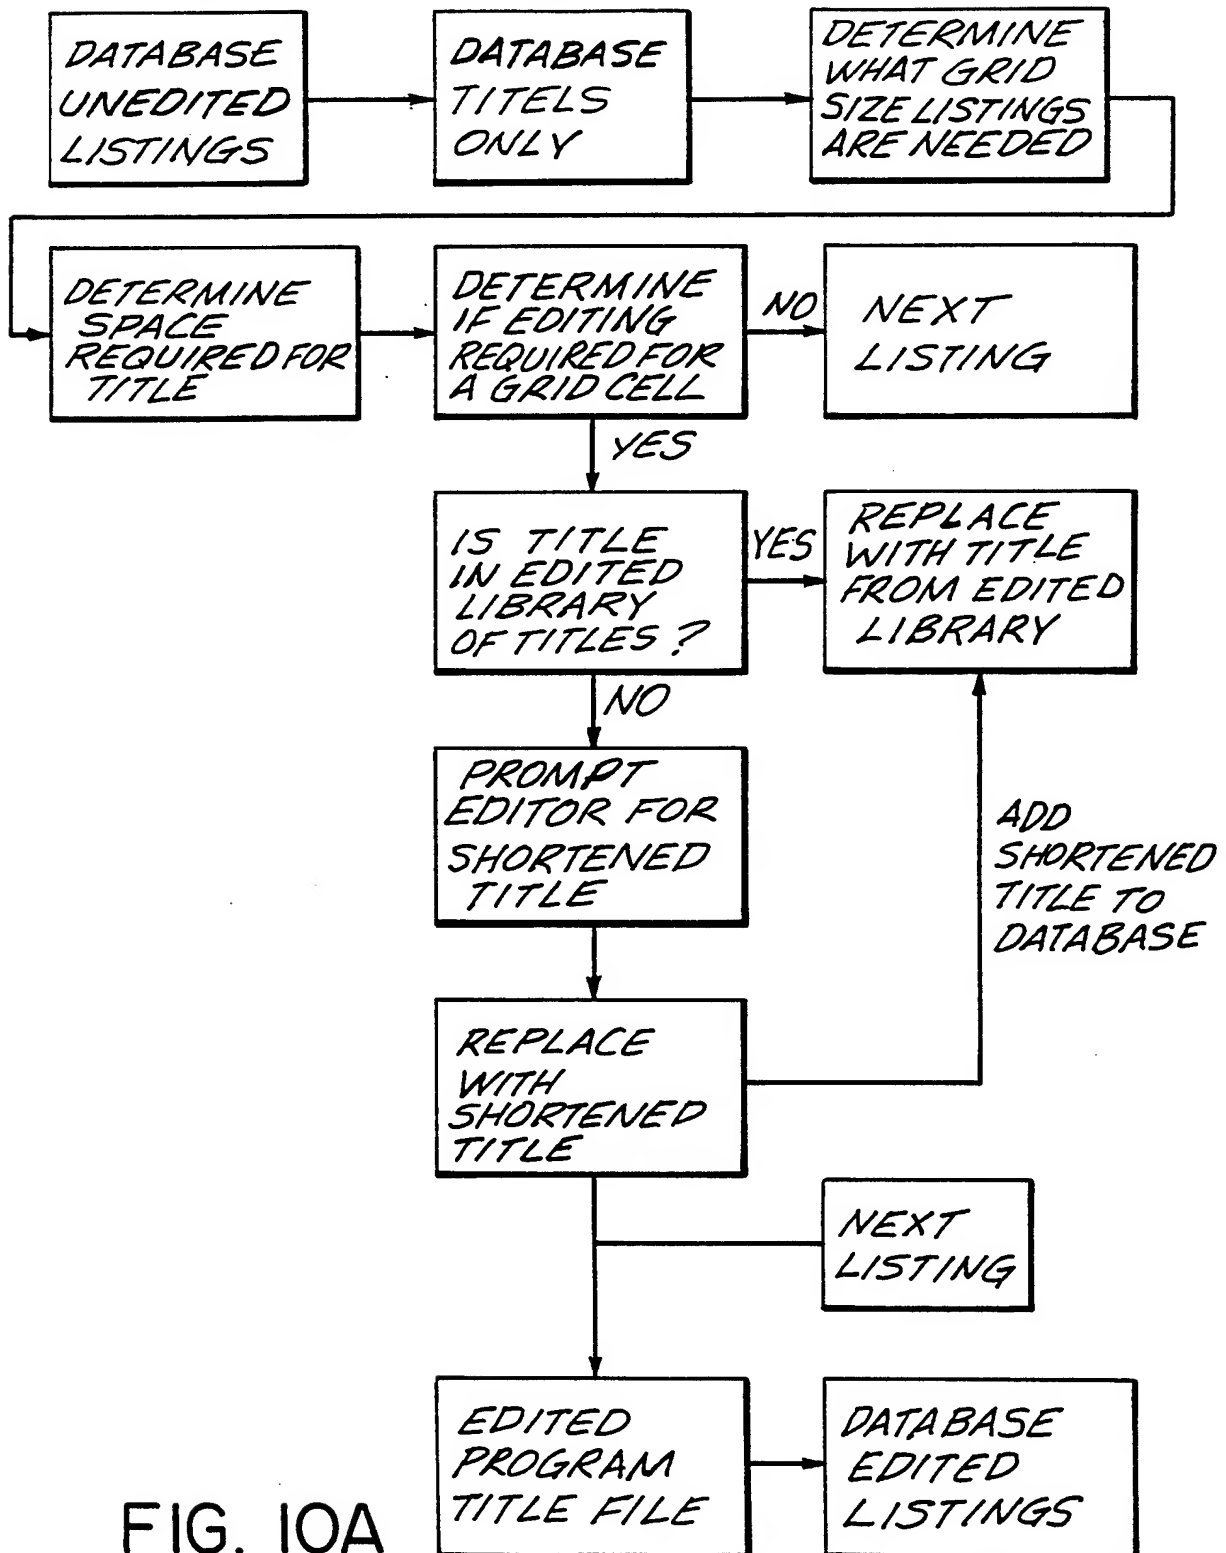 DATABASE
UNEDITED
LISTINGS
DATABASE
TITELS
ONLY
DETERMINE
WHAT GRID
SIZE LISTINGS
ARE NEEDED
DETERMINE
SPACE
REQUIRED FOR
TITLE
DETERMINE
IF EDITING
REQUIRED FOR
A GRID CELL
NO
NEXT
LISTING
YES
IS TITLE
IN EDITED
LIBRARY
OF TITLES?
YES
REPLACE
WITH TITLE
FROM EDITED
LIBRARY
NO
PROMPT
EDITOR FOR
SHORTENED
TITLE
ADD
SHORTENED
TITLE TO
DATABASE
REPLACE
WITH
SHORTENED
TITLE
NEXT
LISTING
EDITED
PROGRAM
TITLE FILE
DATABASE
EDITED
LISTINGS
FIG. 10A